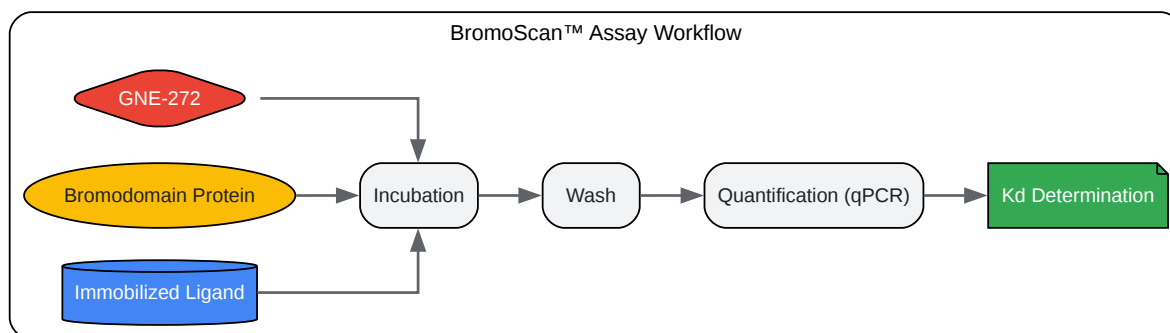 BromoScan™ Assay Workflow
GNE-272
Bromodomain Protein
Incubation
Wash
Quantification (qPCR)
Kd Determination
Immobilized Ligand